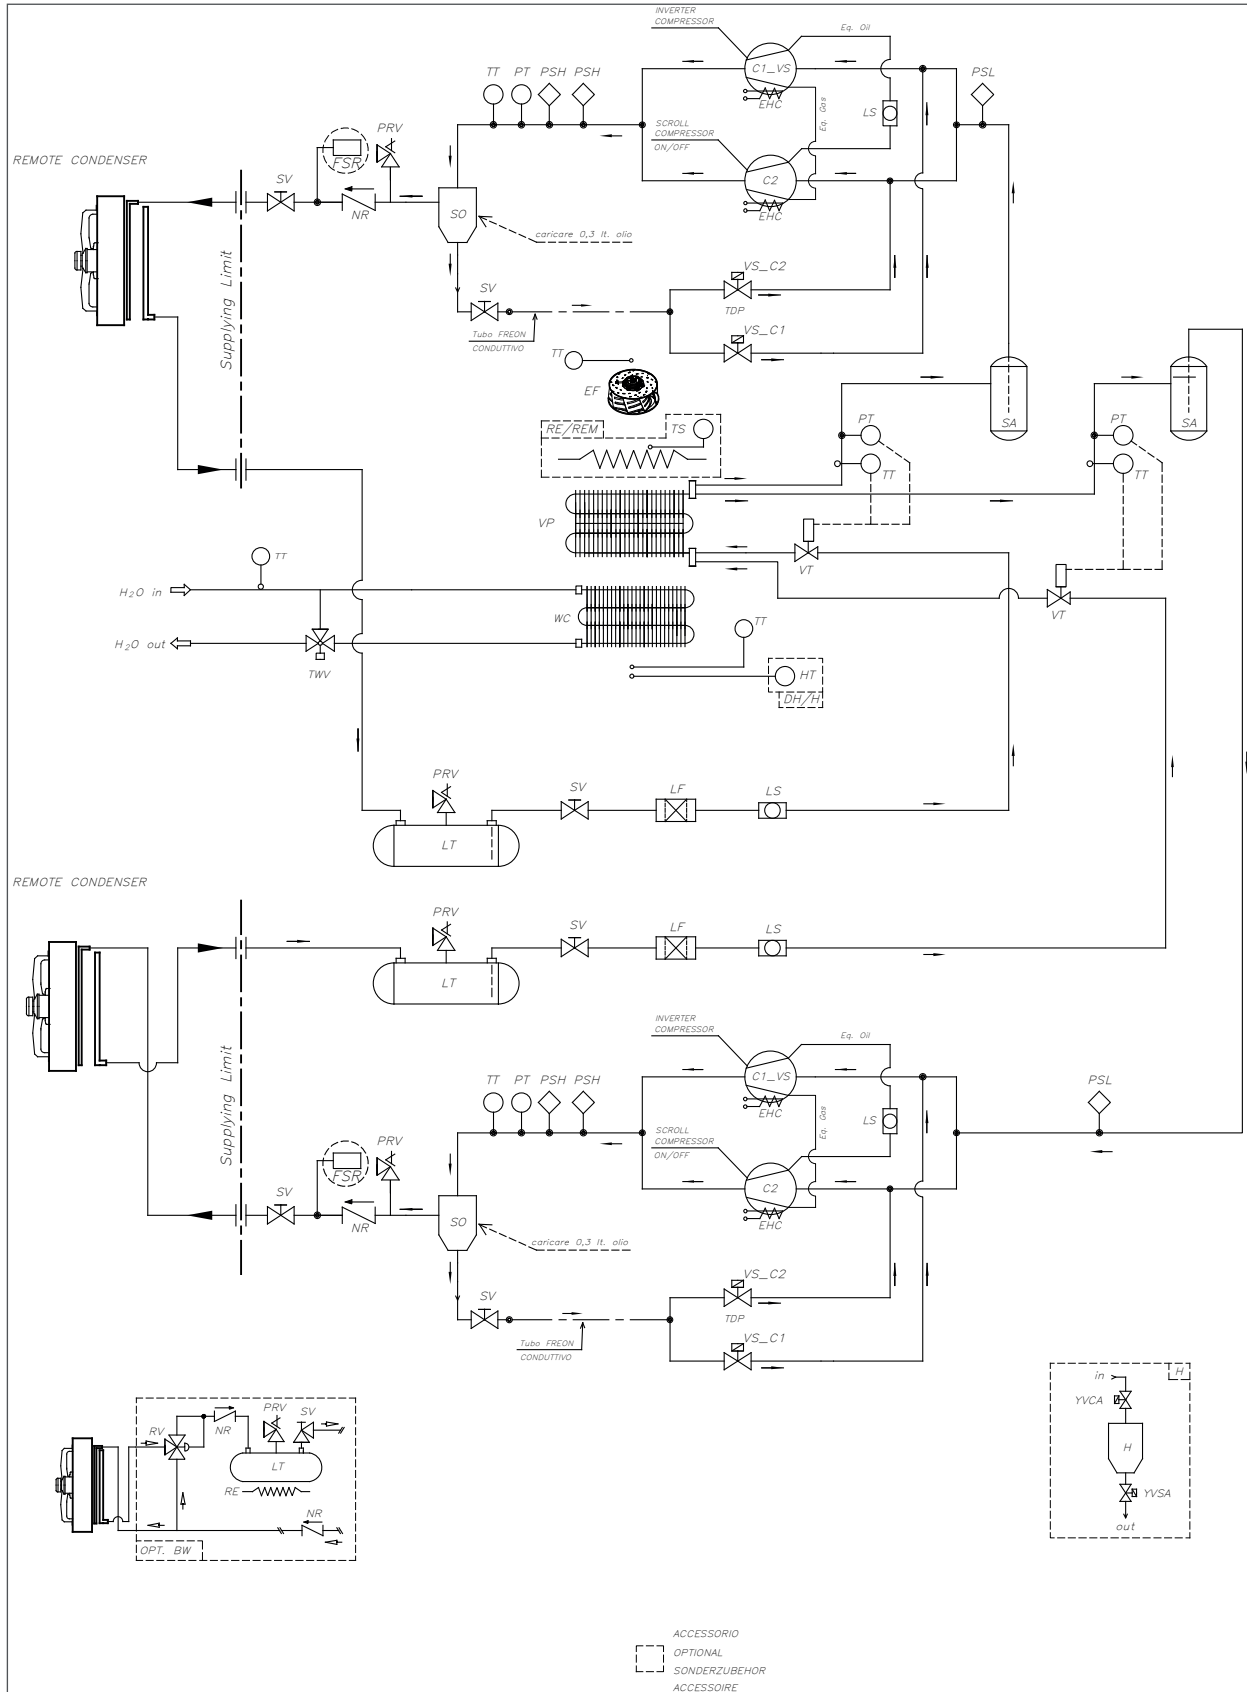 INVERTER
COMPRESSOR
Eq. Oil
TT PT PSH PSH
C1_VS
PSL
EHC
Eq. Gas
LS
PRV
SCROLL
COMPRESSOR
ON/OFF
FSR
REMOTE CONDENSER
SV
C2
NR
SO
EHC
caricare 0,3 lt. olio
Supplying Limit
VS_C2
SV
TDP
Tubo FREON
CONDUTTIVO
VS_C1
TT
EF
RE/REM
TS
PT
SA
PT
SA
TT
TT
VP
VT
TT
H2O in
VT
WC
TT
H2O out
TWV
HT
DH/H
PRV
SV
LF
LS
LT
REMOTE CONDENSER
PRV
SV
LF
LS
LT
INVERTER
COMPRESSOR
Eq. Oil
TT PT PSH PSH
C1_VS
PSL
EHC
Eq. Gas
LS
Supplying Limit
PRV
SCROLL
COMPRESSOR
ON/OFF
FSR
SV
C2
NR
SO
EHC
caricare 0,3 lt. olio
VS_C2
SV
TDP
Tubo FREON
CONDUTTIVO
VS_C1
in
H
YVCA
H
YVSA
out
RV
NR
PRV
SV
LT
RE
NR
OPT. BW
ACCESSORIO
OPTIONAL
SONDERZUBEHOR
ACCESSOIRE